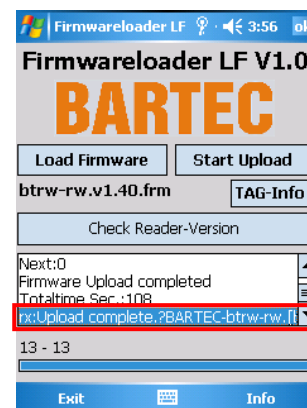 Firmwareloader LF 3:56 ok
Firmwareloader LF V1.0
BARTEC
Load Firmware Start Upload
btrw-rw.v1.40.frm TAG-Info
Check Reader-Version
Next:0
Firmware Upload completed
Totaltime Sec.:108
rx:Upload complete.?BARTEC-btrw-rw.[t
13 - 13
Exit Info